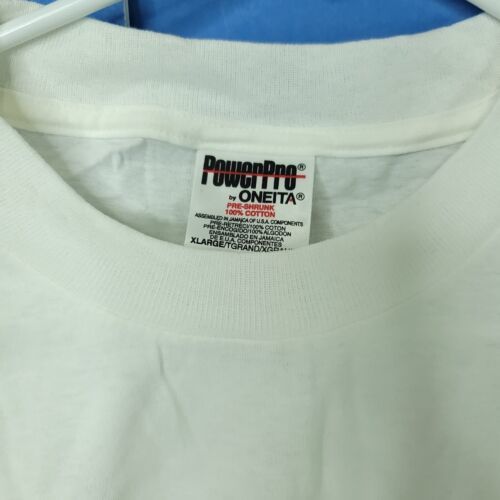 PowerPro®
by ONEITA®
PRE-SHRUNK
100% COTTON
ASSEMBLED IN JAMAICA OF U.S.A. COMPONENTS
PRE-RETRECI/100% COTON
PRE-ENCOGIDO/100% ALGODON
ENSAMBLADO EN JAMAICA
DE E.U.A. COMPONENTES
XLARGE/TGRAND/XGRAN